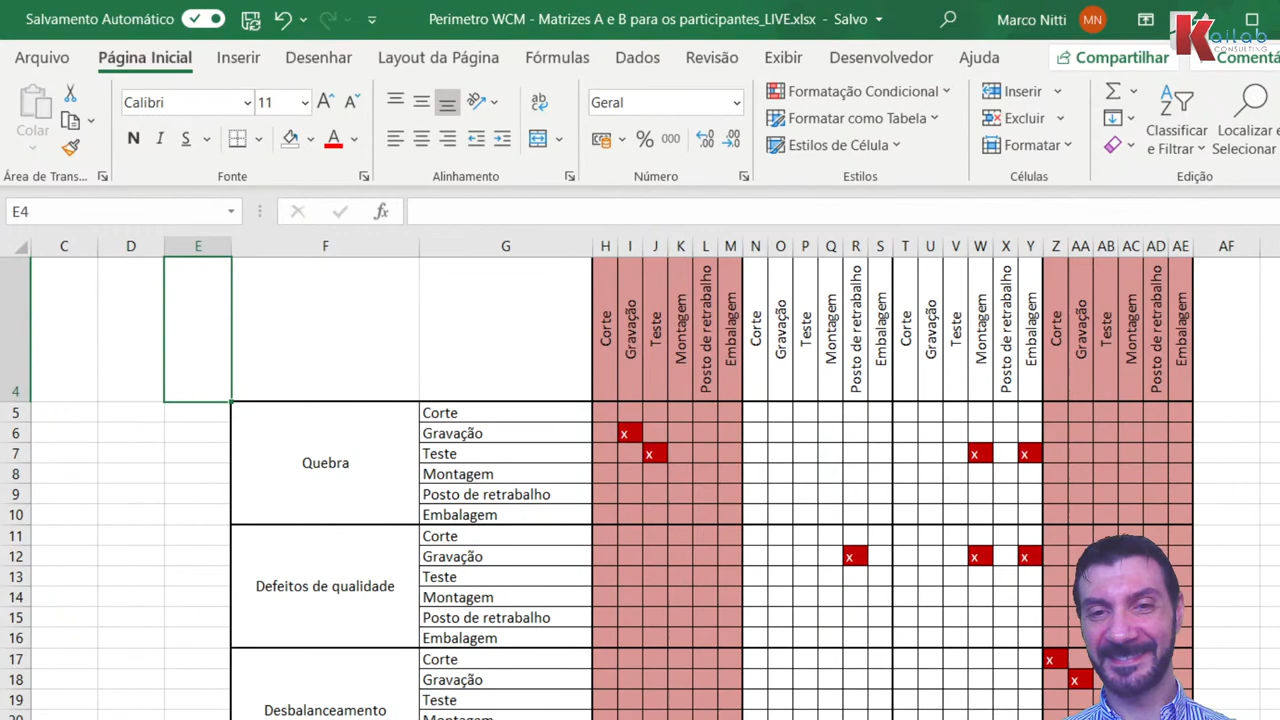 Salvamento Automático
Perimetro WCM - Matrizes A e B para os participantes_LIVE.xlsx - Salvo
Marco Nitti
MN
Kailab
CONSULTING
Arquivo
Página Inicial
Inserir
Desenhar
Layout da Página
Fórmulas
Dados
Revisão
Exibir
Desenvolvedor
Ajuda
Compartilhar
Comentá
Colar
Área de Trans...
Calibri
11
N I S
A
Fonte
ab
Alinhamento
Geral
% 000
Número
Formatação Condicional
Formatar como Tabela
Estilos de Célula
Estilos
Inserir
Excluir
Formatar
Células
Classificar
e Filtrar
Localizar e
Selecionar
Edição
E4
fx
C D E F G H I J K L M N O P Q R S T U V W X Y Z AA AB AC AD AE AF
4
Corte Gravação Teste Montagem Posto de retrabalho Embalagem Corte Gravação Teste Montagem Posto de retrabalho Embalagem Corte Gravação Teste Montagem Posto de retrabalho Embalagem Corte Gravação Teste Montagem Posto de retrabalho Embalagem
5 Corte
6 Gravação x
7 Teste x x x
Quebra
8 Montagem
9 Posto de retrabalho
10 Embalagem
11 Corte
12 Gravação x x x
13 Teste
Defeitos de qualidade
14 Montagem
15 Posto de retrabalho
16 Embalagem
17 Corte x
18 Gravação x
19 Teste
Desbalanceamento